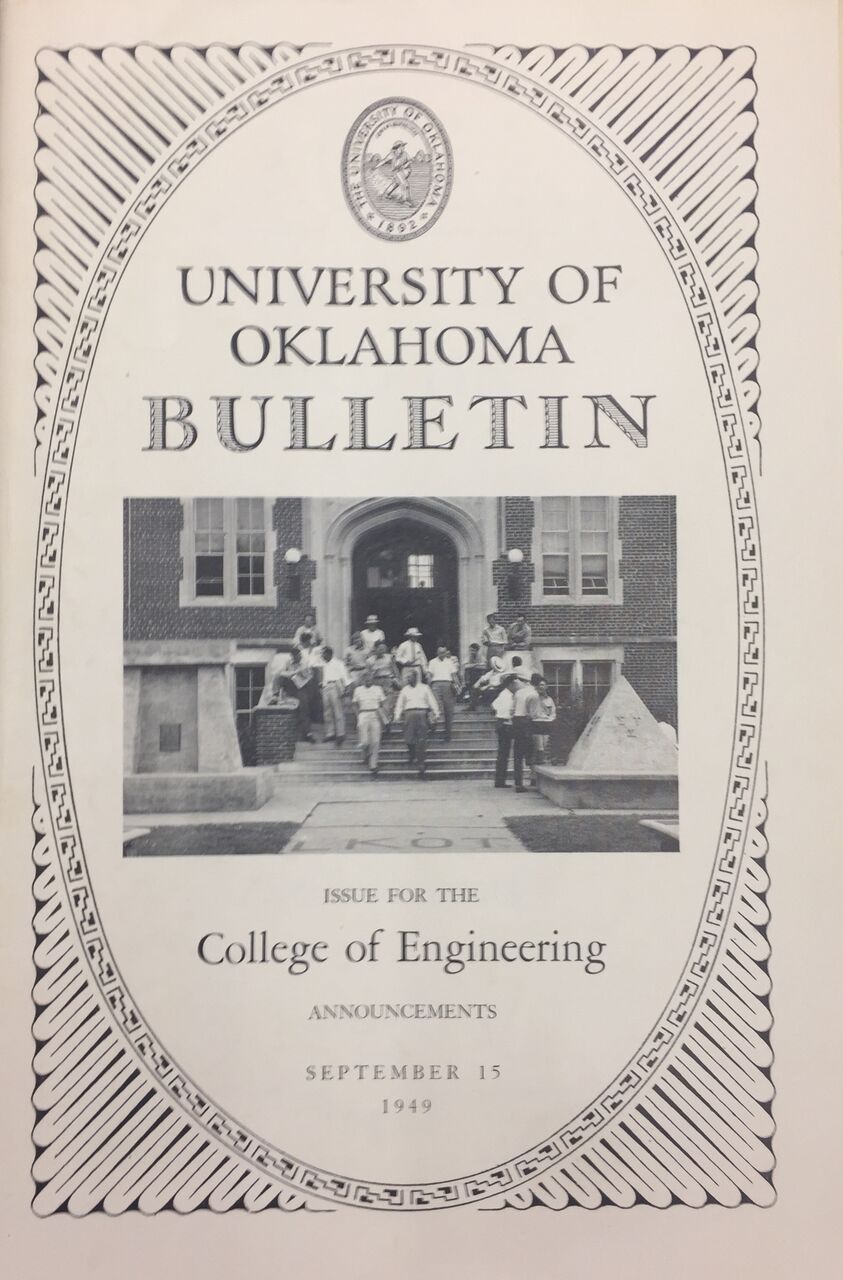 THE UNIVERSITY OF OKLAHOMA
1892
UNIVERSITY OF
OKLAHOMA
BULLETIN
LKOT
ISSUE FOR THE
College of Engineering
ANNOUNCEMENTS
SEPTEMBER 15
1949